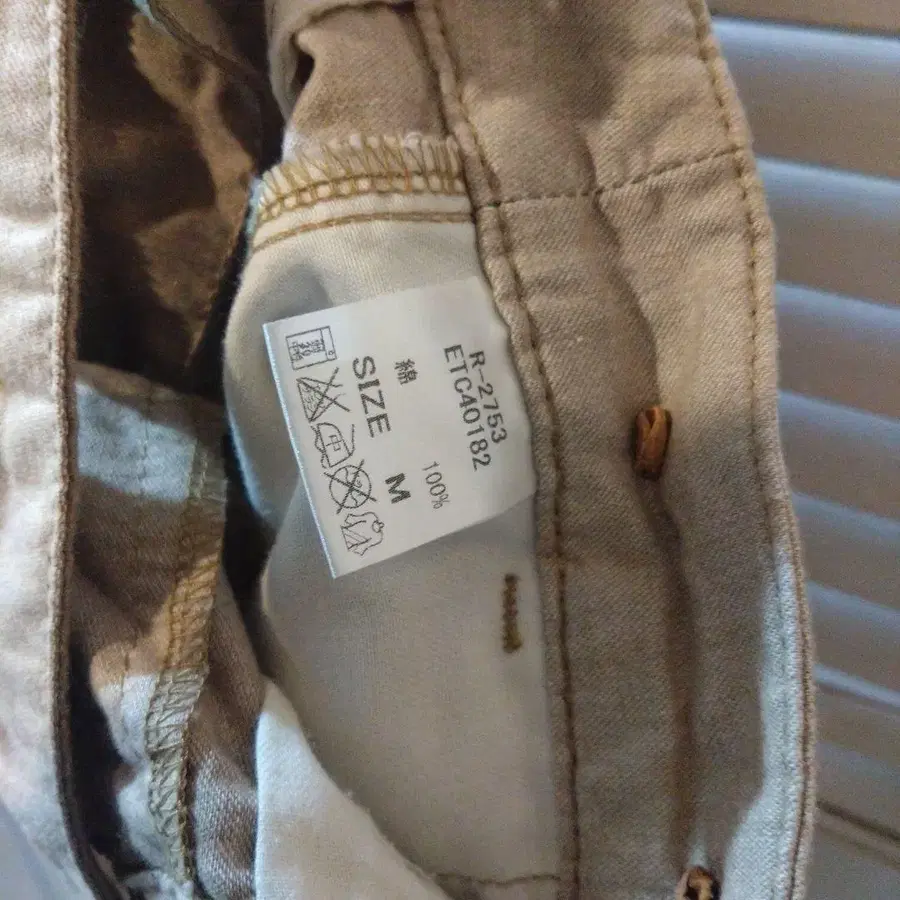 R-2753
ETC40182
綿 100%
SIZE M